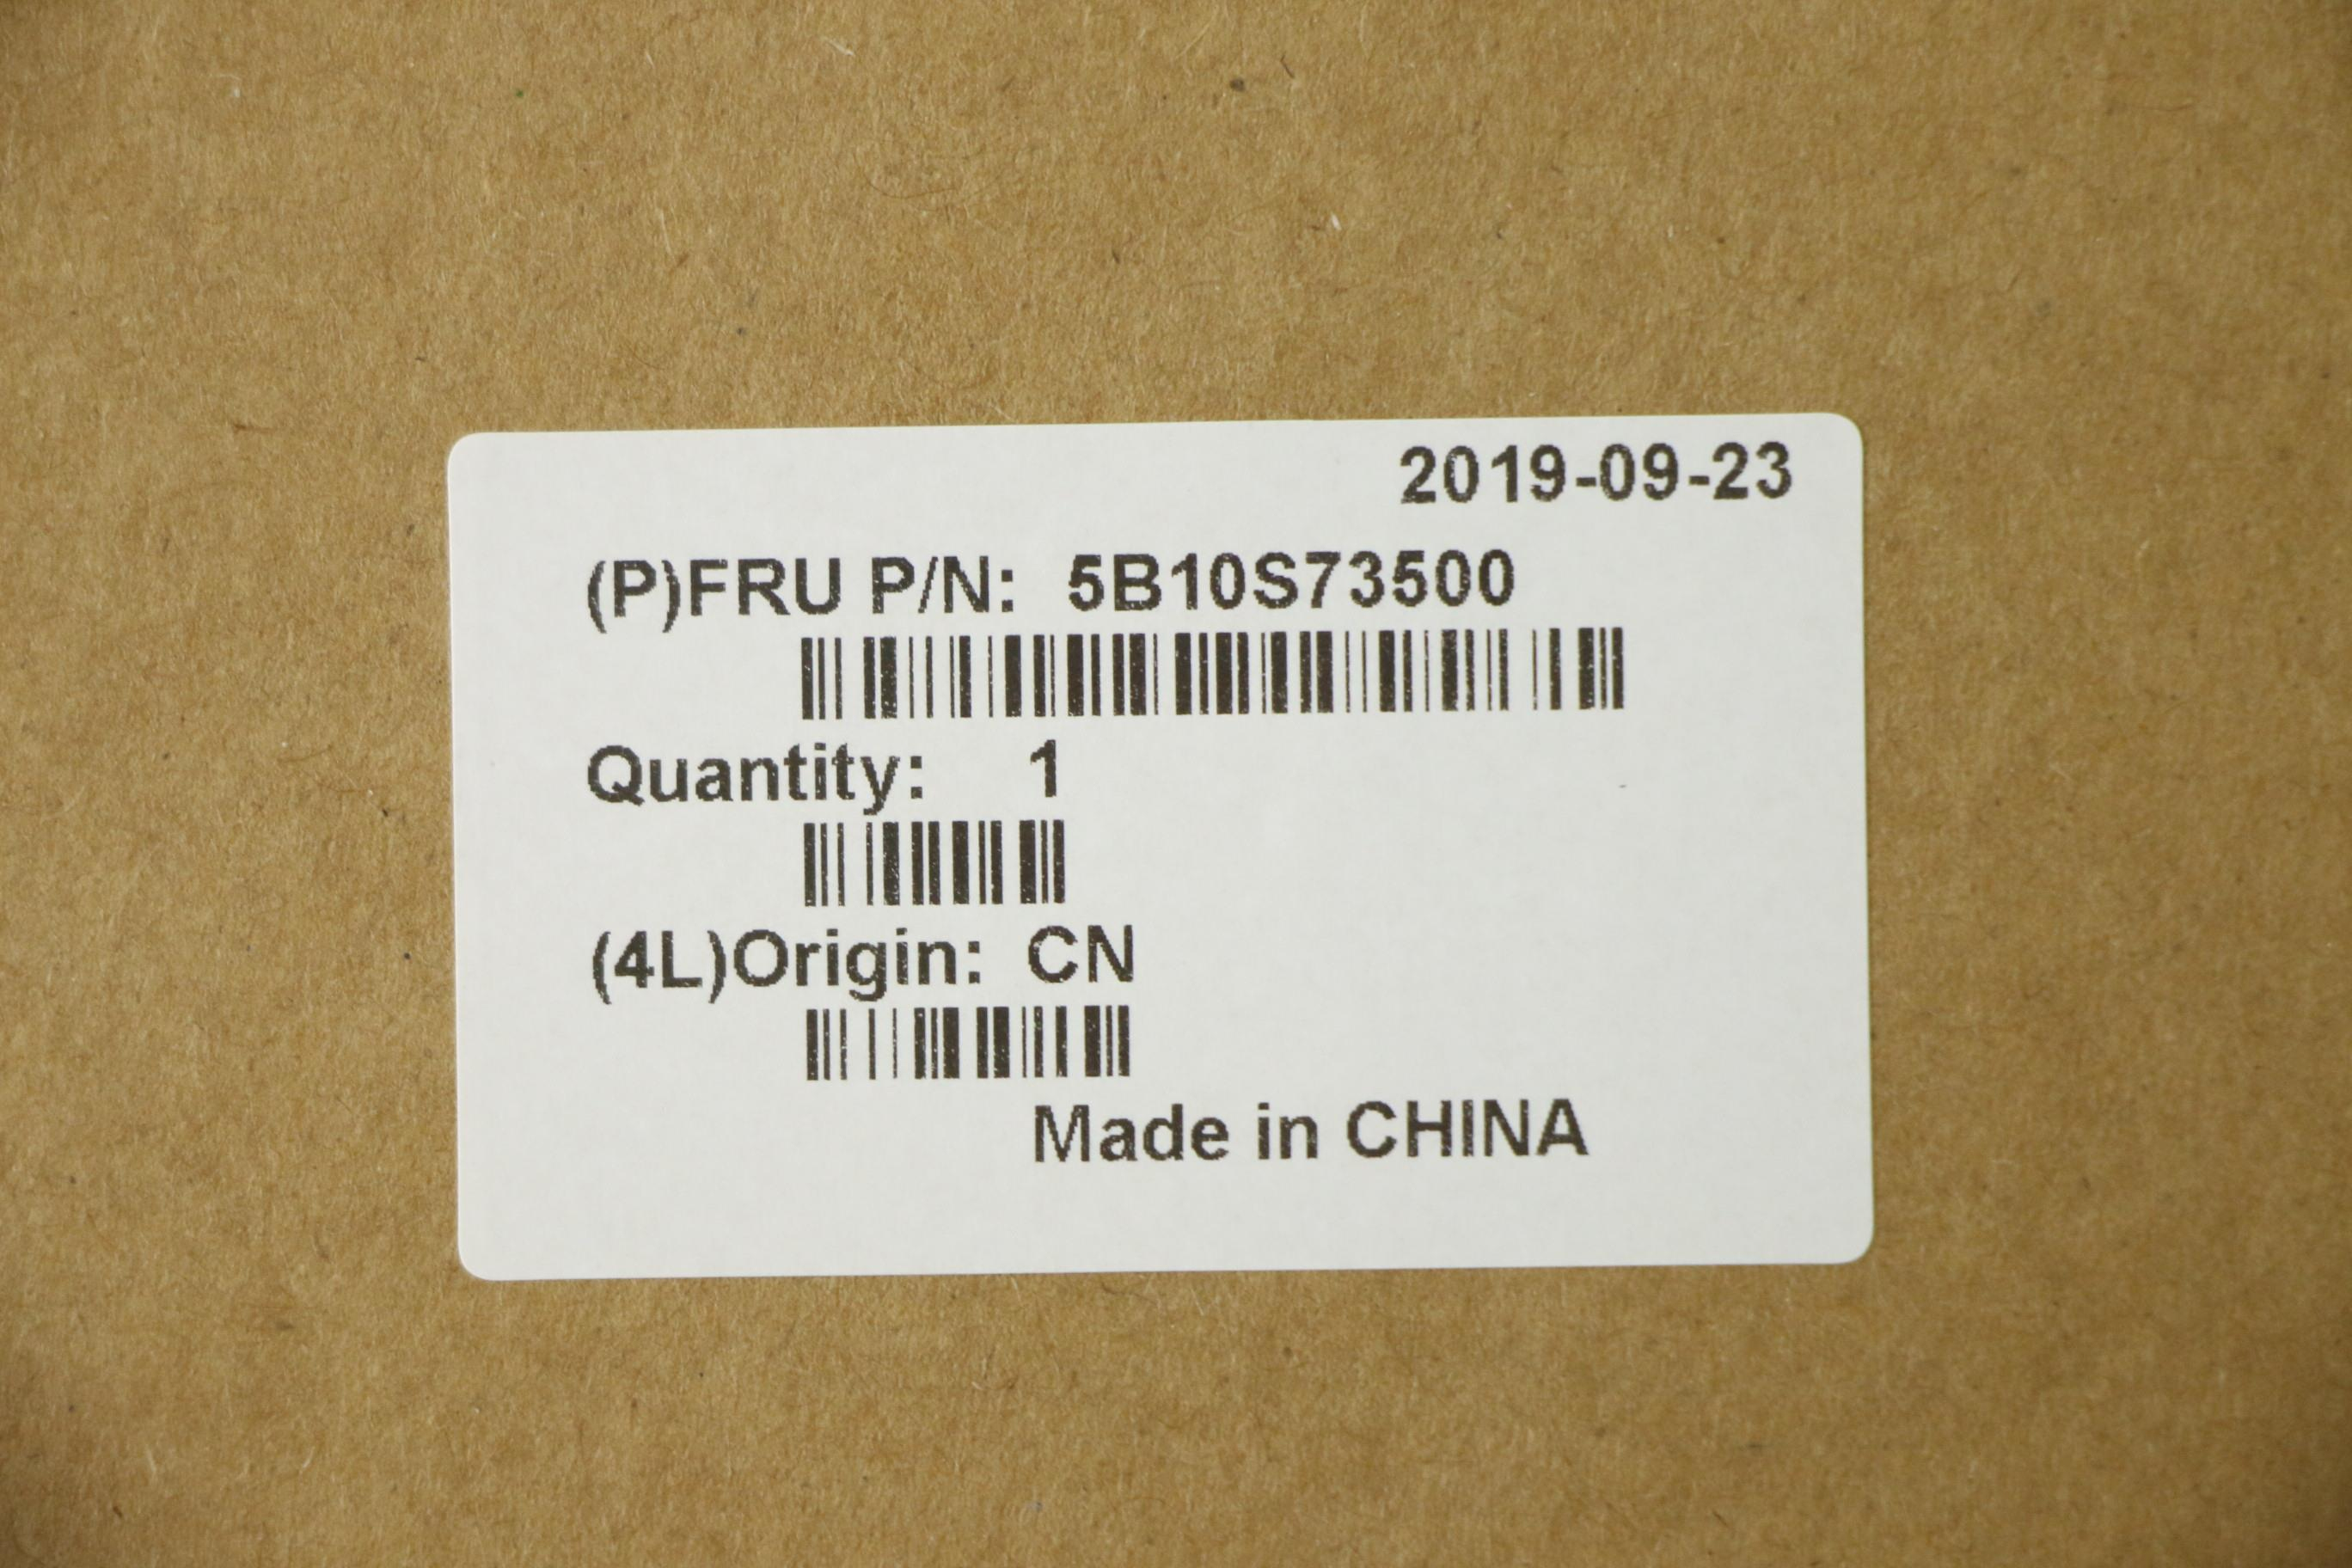 2019-09-23
(P)FRU P/N: 5B10S73500
Quantity: 1
(4L)Origin: CN
Made in CHINA